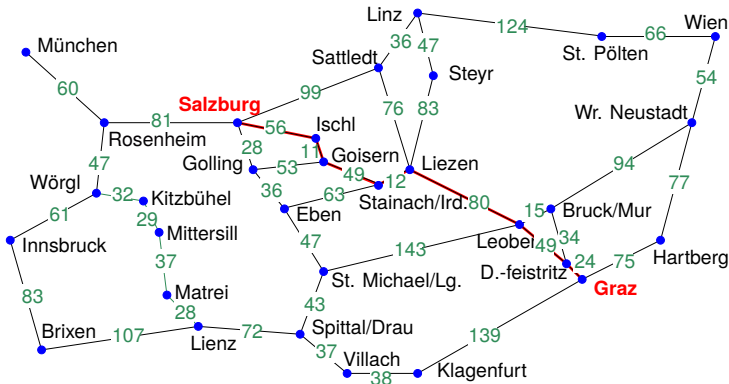 Linz
124
66
Wien
München
Sattledt
36
47
St. Pölten
Steyr
54
60
99
Salzburg
76
83
Wr. Neustadt
81
56
Ischl
Rosenheim
28
11
Goisern
Liezen
94
47
Golling
53
49
12
77
Wörgl
32
Kitzbühel
36
63
Stainach/Ird.
80
Eben
15
Bruck/Mur
61
29
Mittersill
47
143
Leoben
49
34
Innsbruck
37
St. Michael/Lg.
D.-feistritz
24
75
Hartberg
83
Matrei
43
Graz
28
Brixen
107
Lienz
72
Spittal/Drau
139
37
Villach
38
Klagenfurt